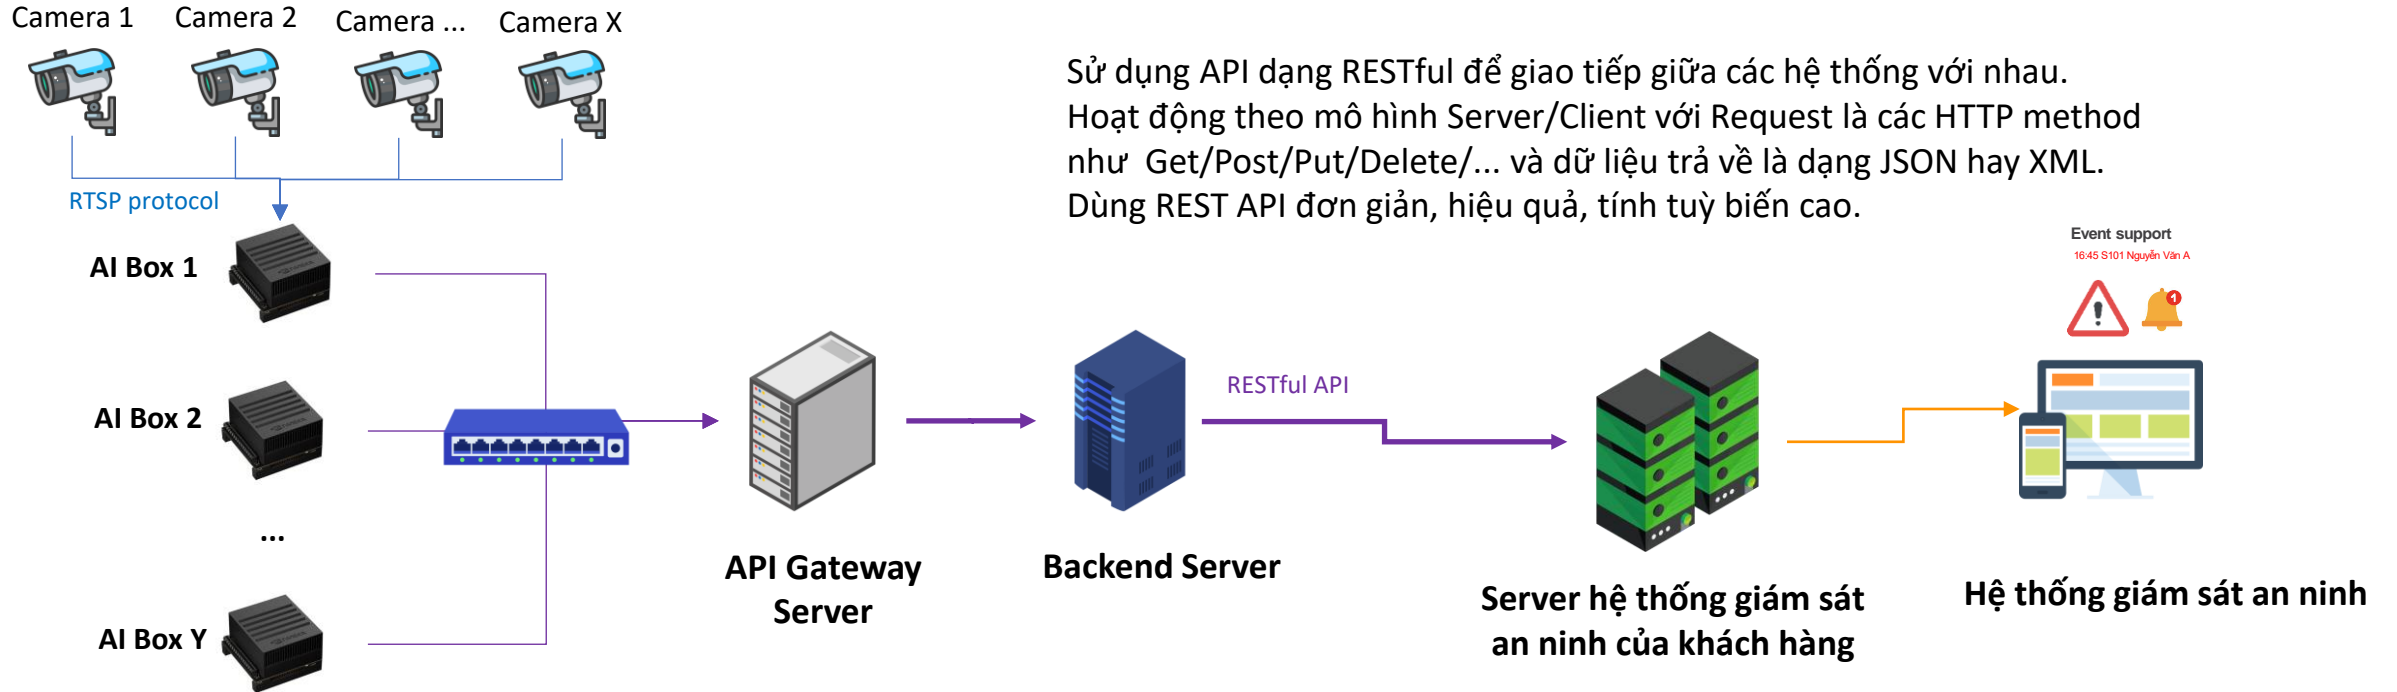 Camera 1
Camera 2
Camera ...
Camera X
Sử dụng API dạng RESTful để giao tiếp giữa các hệ thống với nhau.
Hoạt động theo mô hình Server/Client với Request là các HTTP method
như Get/Post/Put/Delete/... và dữ liệu trả về là dạng JSON hay XML.
Dùng REST API đơn giản, hiệu quả, tính tuỳ biến cao.
RTSP protocol
Event support
16:45 S101 Nguyễn Văn A
1
AI Box 1
AI Box 2
...
AI Box Y
RESTful API
API Gateway
Server
Backend Server
Server hệ thống giám sát
an ninh của khách hàng
Hệ thống giám sát an ninh